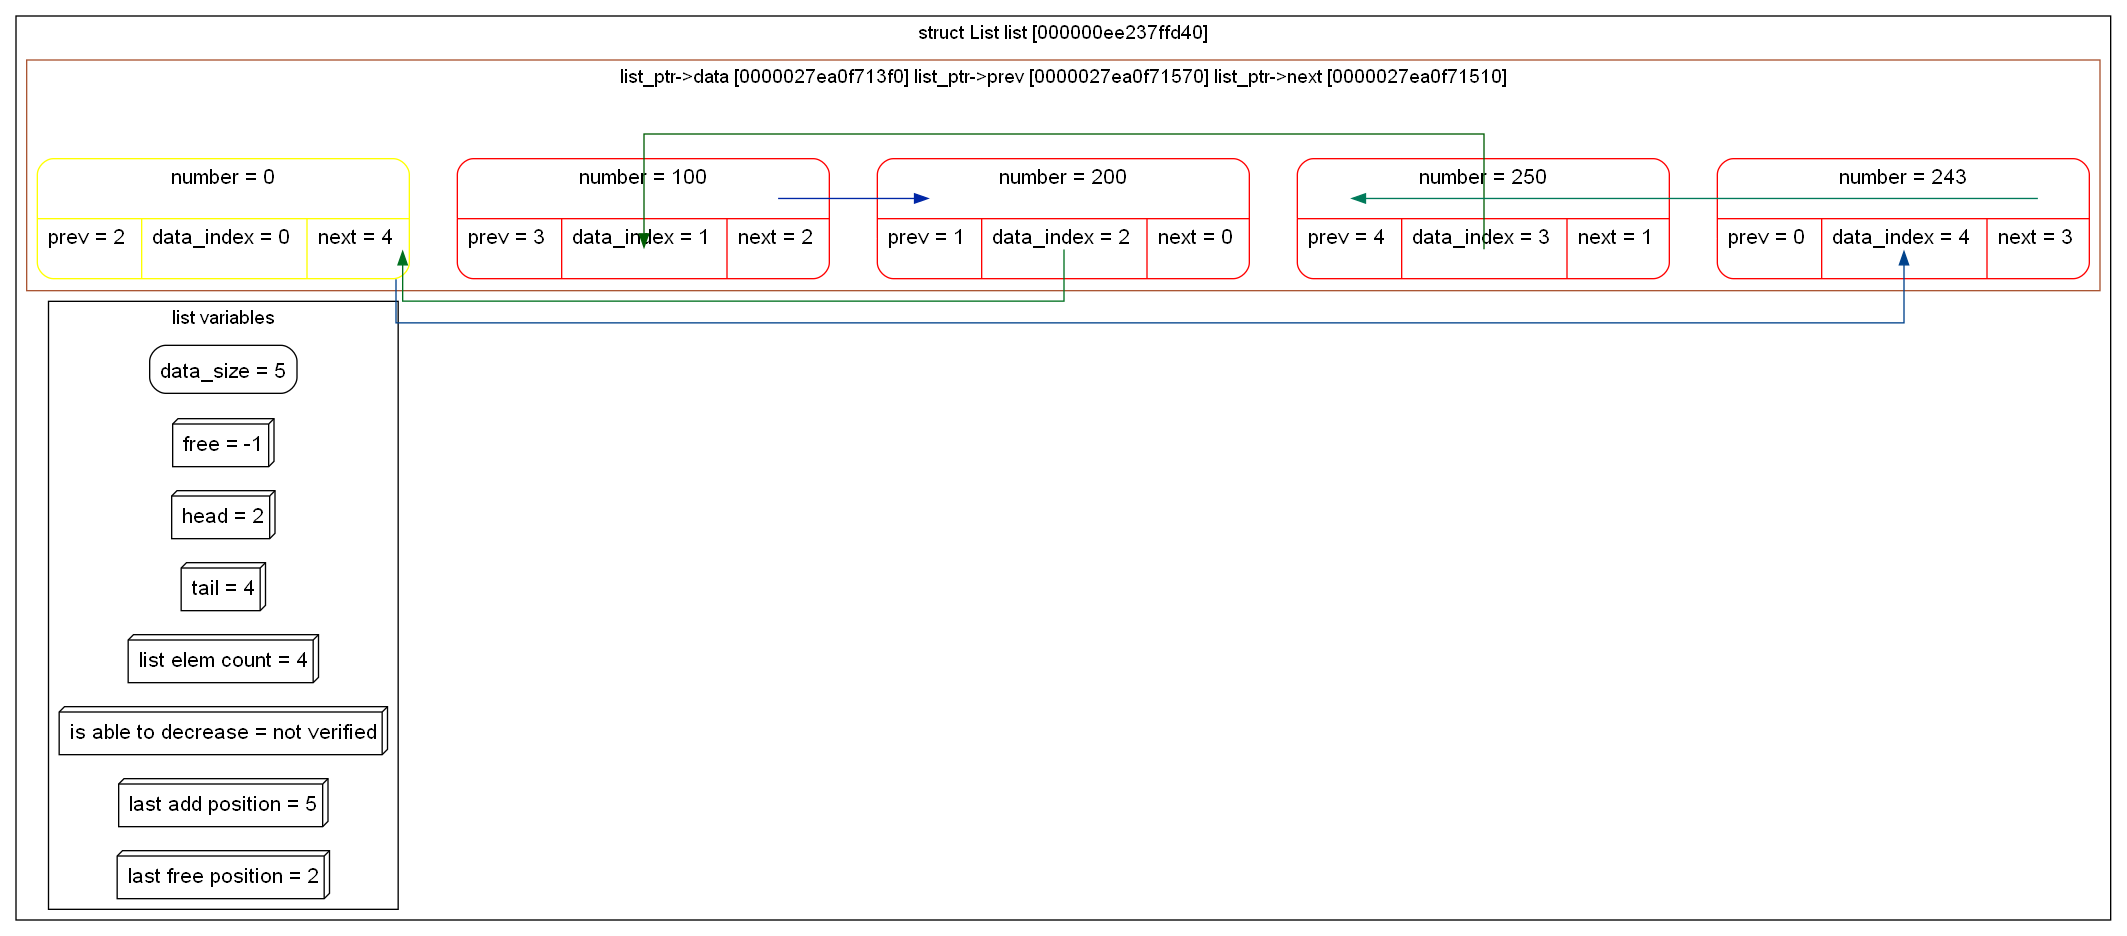 struct List list [000000ee237ffd40]
list_ptr->data [0000027ea0f713f0] list_ptr->prev [0000027ea0f71570] list_ptr->next [0000027ea0f71510]
number = 0
prev = 2 data_index = 0 next = 4
number = 100
prev = 3 data_index = 1 next = 2
number = 200
prev = 1 data_index = 2 next = 0
number = 250
prev = 4 data_index = 3 next = 1
number = 243
prev = 0 data_index = 4 next = 3
list variables
data_size = 5
free = -1
head = 2
tail = 4
list elem count = 4
is able to decrease = not verified
last add position = 5
last free position = 2